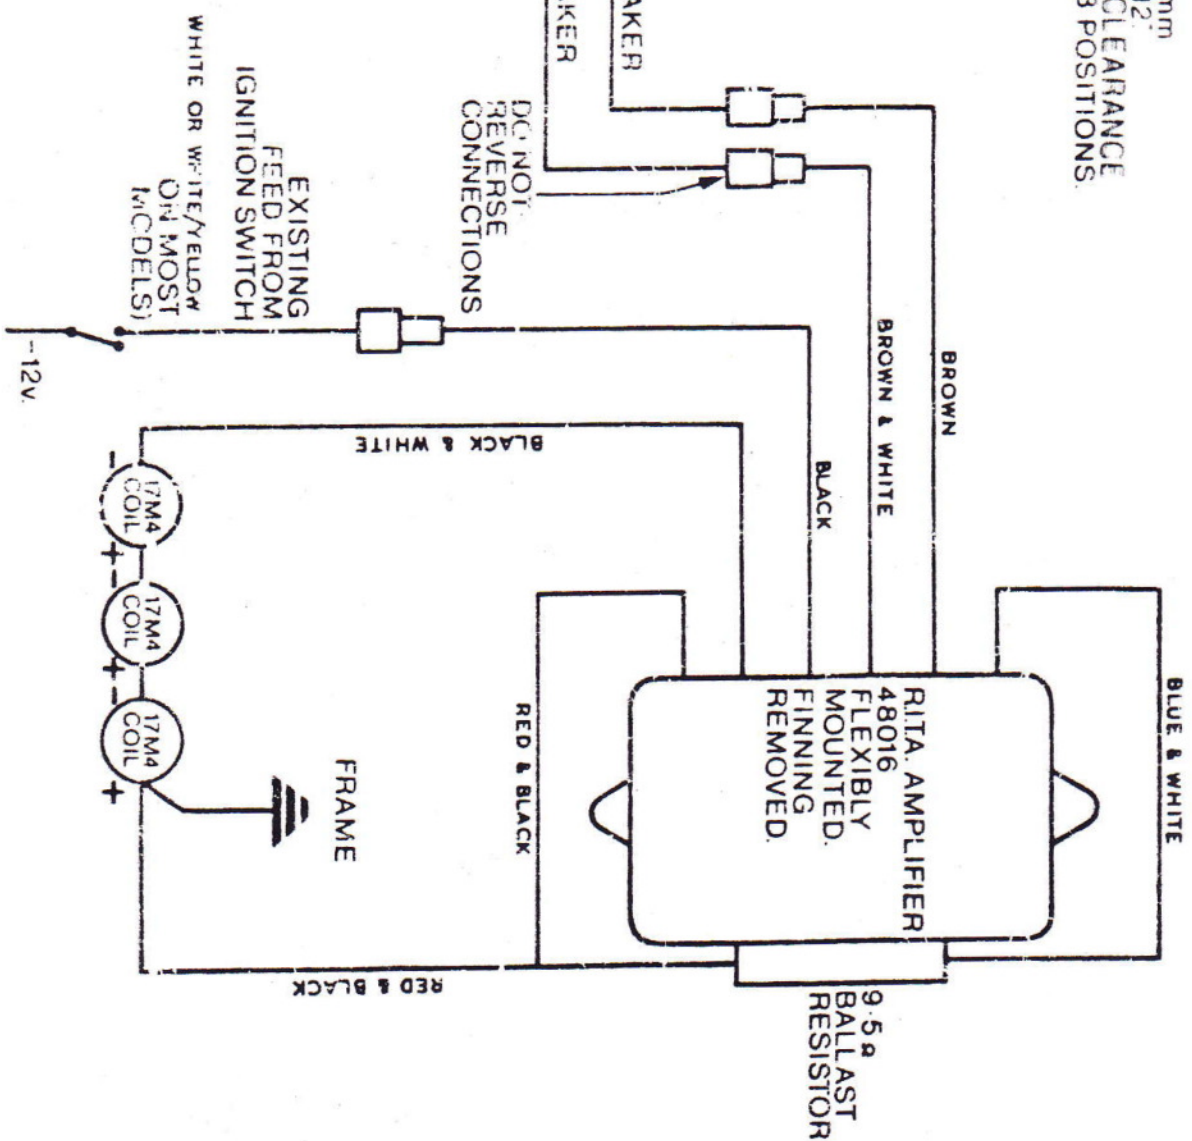 mm
12"
CLEARANCE
3 POSITIONS.
AKER
KER
DO NOT
REVERSE
CONNECTIONS
EXISTING
FEED FROM
IGNITION SWITCH
WHITE OR WHITE/YELLOW
ON MOST
MODELS)
-12v.
BROWN
BROWN & WHITE
BLACK
BLACK & WHITE
BLUE & WHITE
R.I.T.A. AMPLIFIER
48016
FLEXIBLY
MOUNTED.
FINNING
REMOVED.
RED & BLACK
RED & BLACK
9·5Ω
BALLAST
RESISTOR
FRAME
- 17M4
COIL +
- 17M4
COIL +
- 17M4
COIL +